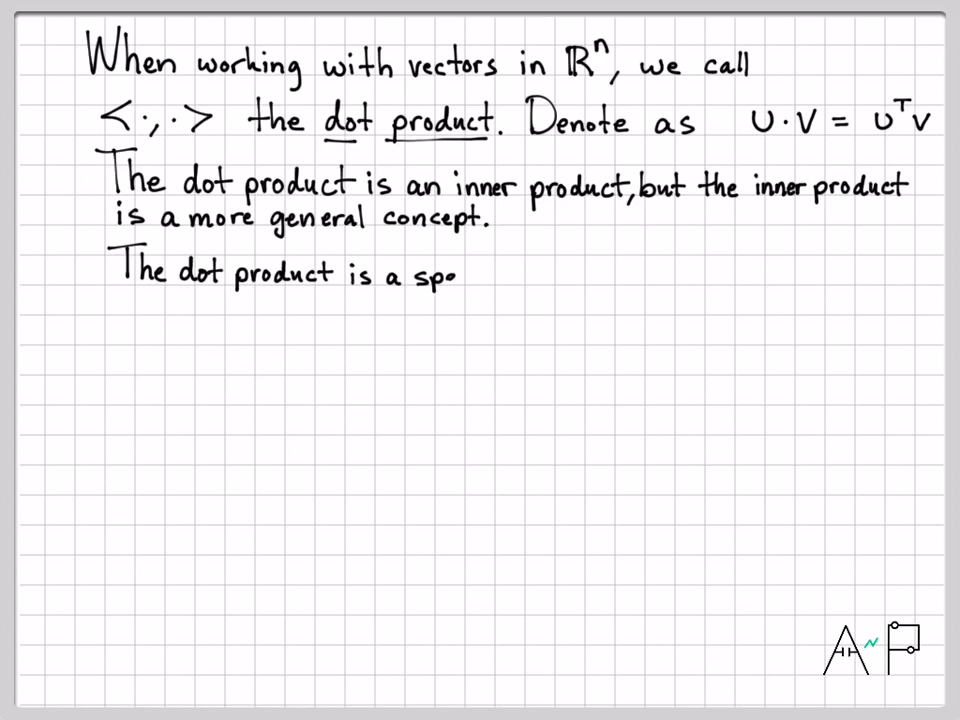 When working with vectors in ℝⁿ, we call
<·,·> the dot product. Denote as U·V = Uᵀv
The dot product is an inner product, but the inner product
is a more general concept.
The dot product is a sp
A~P